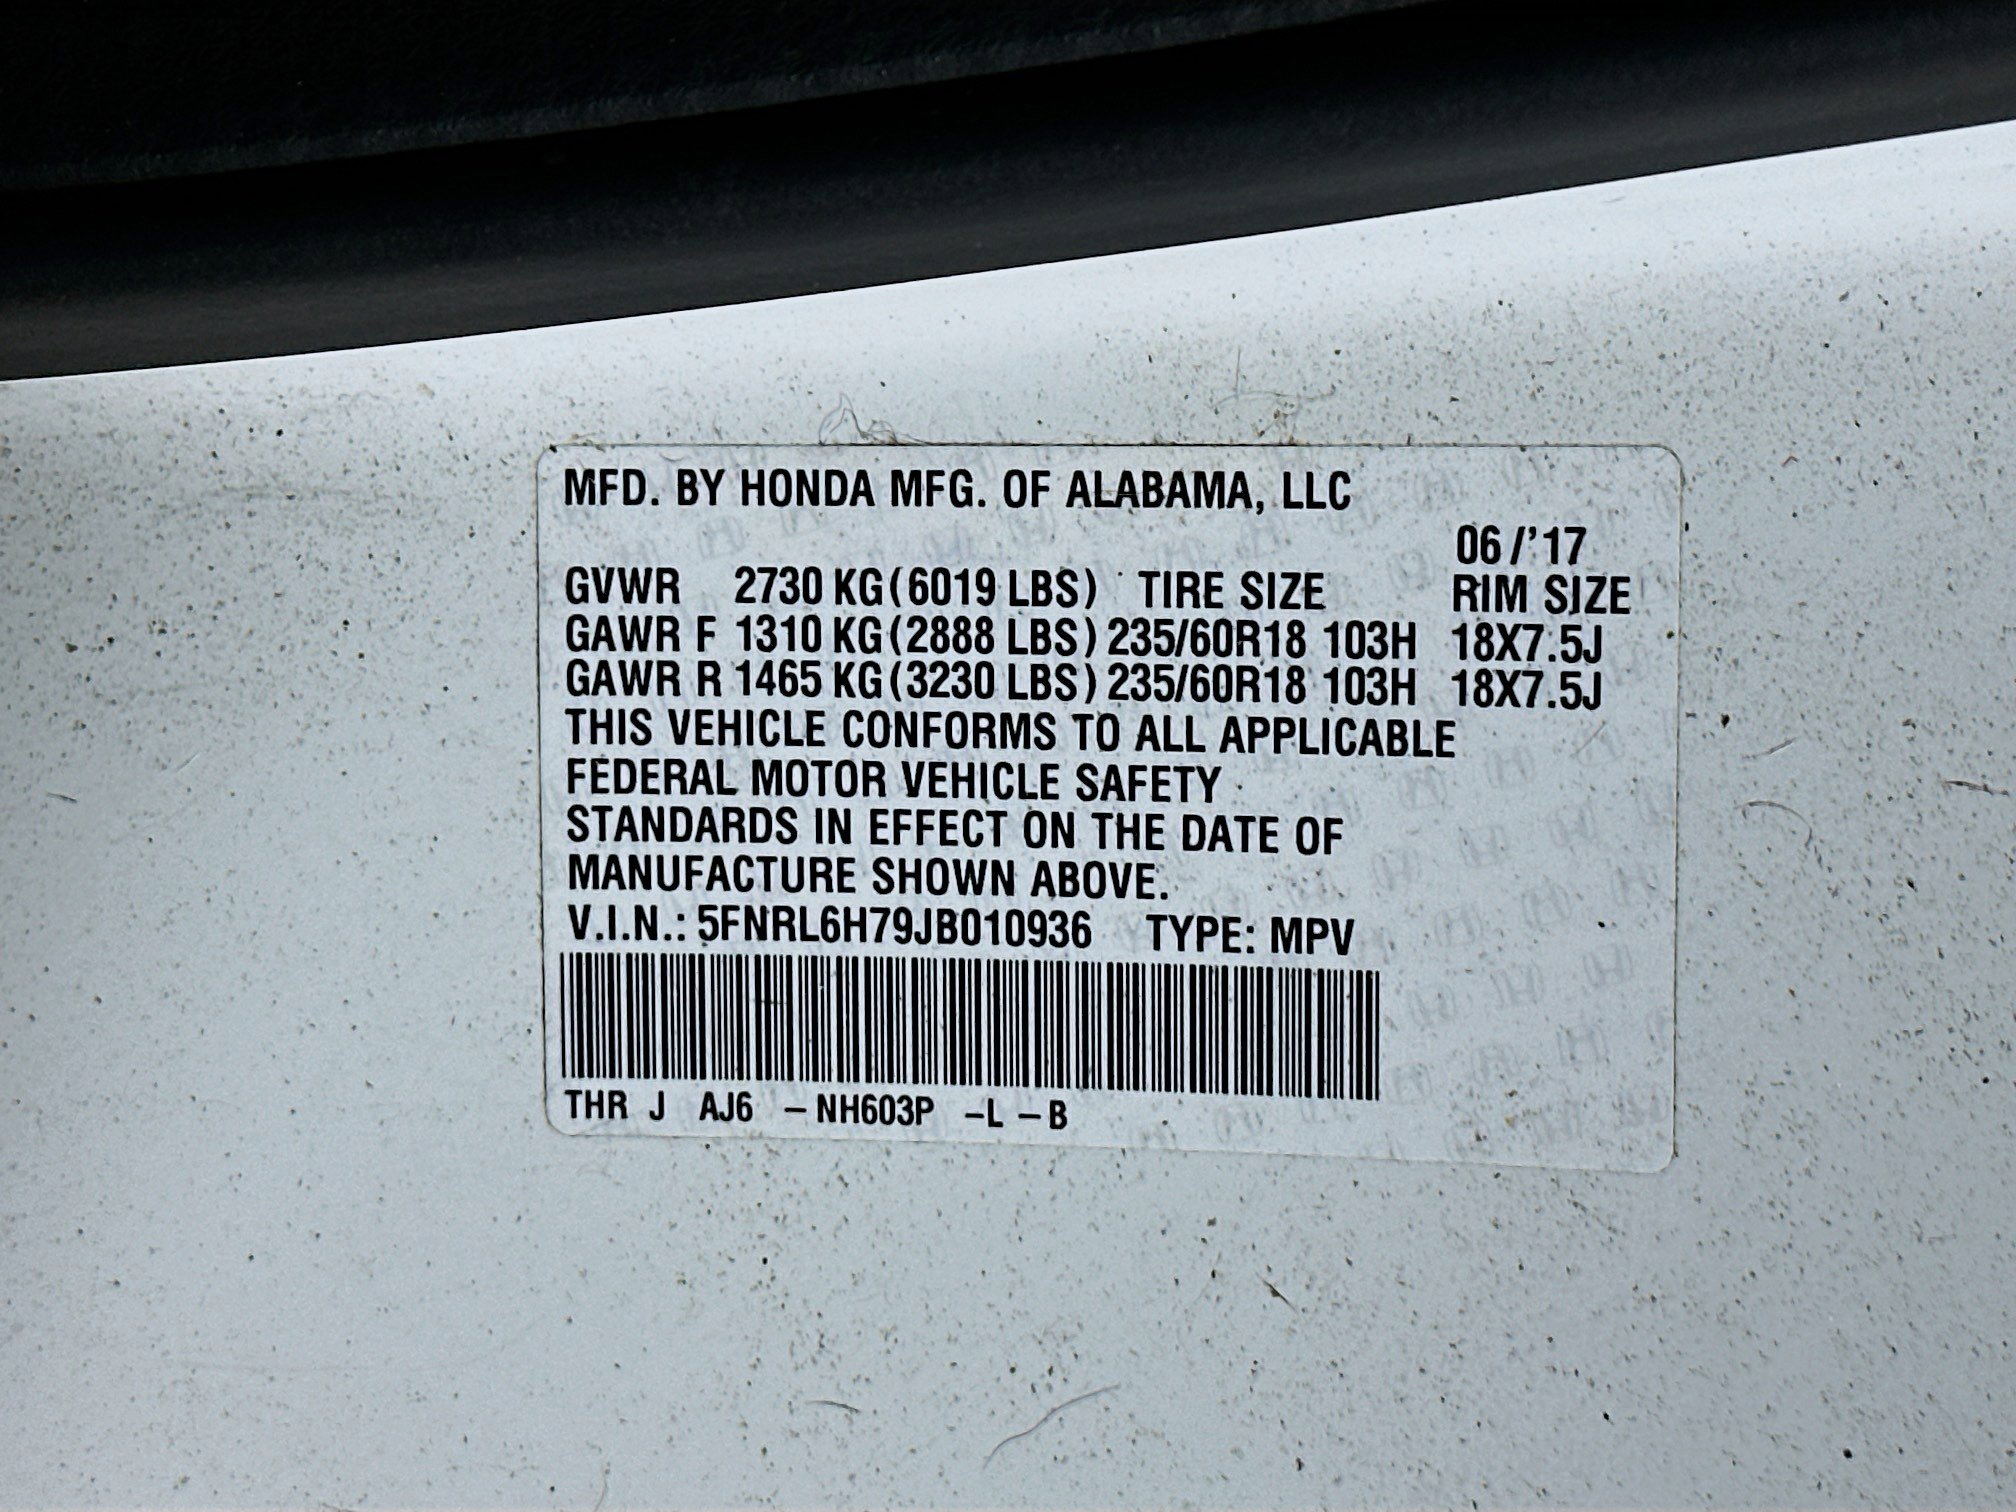 MFD. BY HONDA MFG. OF ALABAMA, LLC
06/'17
GVWR 2730 KG(6019 LBS) TIRE SIZE RIM SIZE
GAWR F 1310 KG(2888 LBS) 235/60R18 103H 18X7.5J
GAWR R 1465 KG(3230 LBS) 235/60R18 103H 18X7.5J
THIS VEHICLE CONFORMS TO ALL APPLICABLE
FEDERAL MOTOR VEHICLE SAFETY
STANDARDS IN EFFECT ON THE DATE OF
MANUFACTURE SHOWN ABOVE.
V.I.N.: 5FNRL6H79JB010936 TYPE: MPV
THR J AJ6 -NH603P -L -B